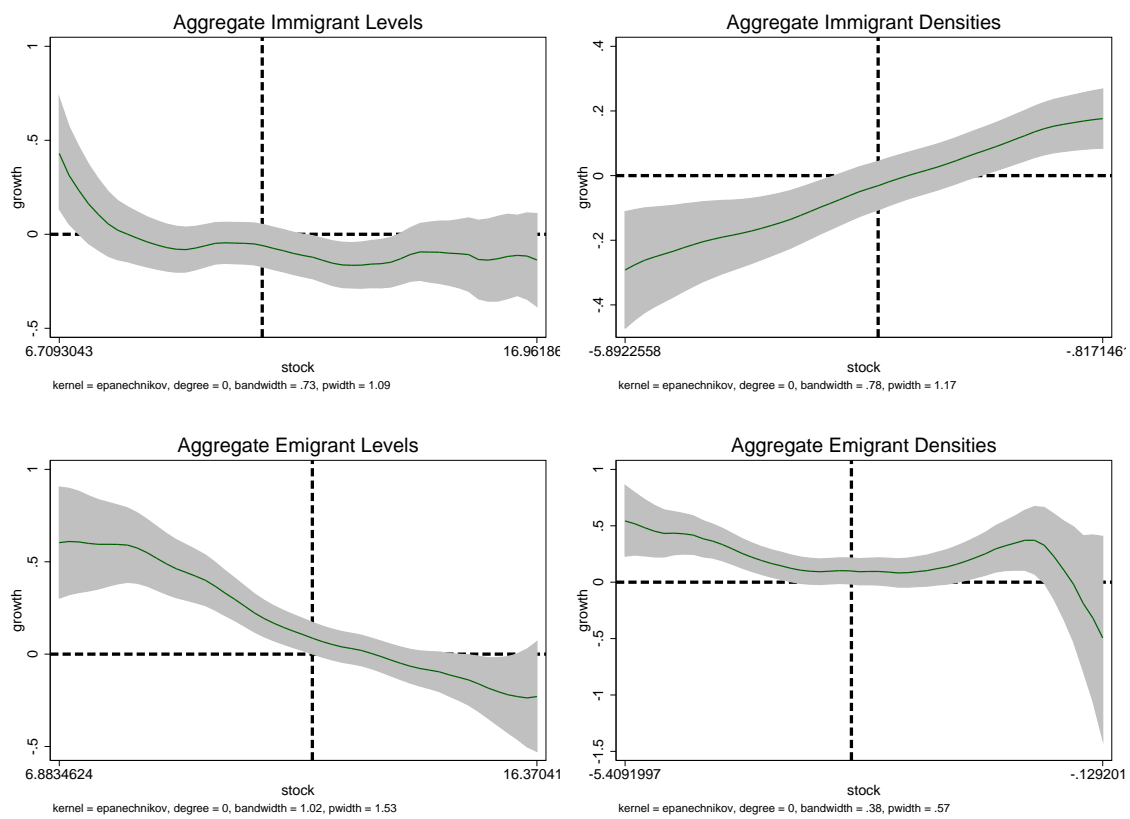 Aggregate Immigrant Levels
1
.5
0
-.5
growth
6.7093043
16.96186
stock
kernel = epanechnikov, degree = 0, bandwidth = .73, pwidth = 1.09
Aggregate Immigrant Densities
.4
.2
0
-.2
-.4
growth
-5.8922558
-.8171461
stock
kernel = epanechnikov, degree = 0, bandwidth = .78, pwidth = 1.17
Aggregate Emigrant Levels
1
.5
0
-.5
growth
6.8834624
16.37041
stock
kernel = epanechnikov, degree = 0, bandwidth = 1.02, pwidth = 1.53
Aggregate Emigrant Densities
1
.5
0
-.5
-1
-1.5
growth
-5.4091997
-.129201
stock
kernel = epanechnikov, degree = 0, bandwidth = .38, pwidth = .57